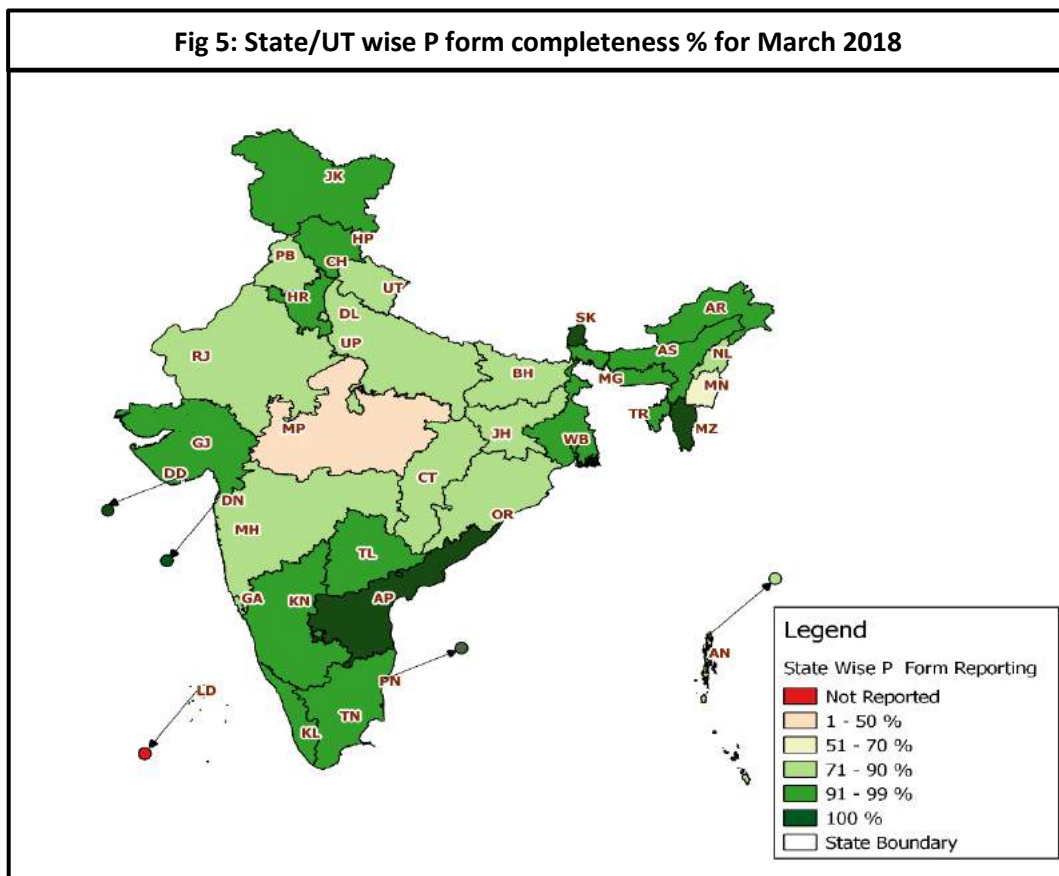 Fig 5: State/UT wise P form completeness % for March 2018
JK
HP
PB
CH
UT
HR
DL
SK
AR
RJ
UP
AS
NL
BH
MG
MN
MP
TR
MZ
JH
WB
GJ
CT
DD
DN
OR
MH
TL
GA
KN
AP
AN
PN
LD
TN
KL
Legend
State Wise P Form Reporting
Not Reported
1 - 50 %
51 - 70 %
71 - 90 %
91 - 99 %
100 %
State Boundary